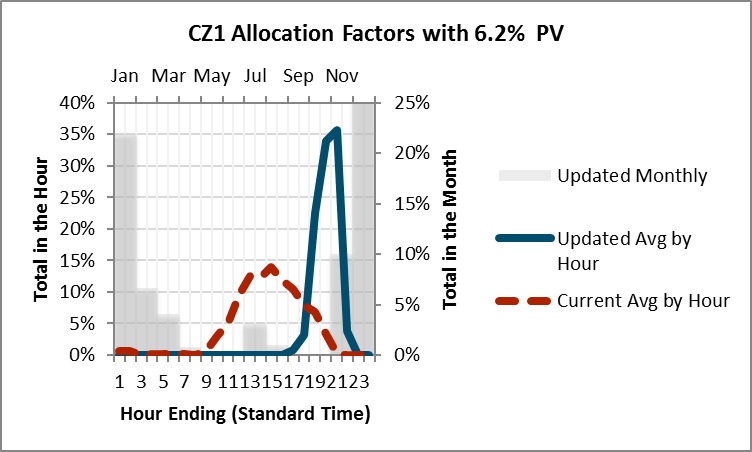 CZ1 Allocation Factors with 6.2% PV
Jan Mar May Jul Sep Nov
40%
35%
30%
25%
20%
15%
10%
5%
0%
Total in the Hour
25%
20%
15%
10%
5%
0%
Total in the Month
1 3 5 7 9 11 13 15 17 19 21 23
Hour Ending (Standard Time)
Updated Monthly
Updated Avg by
Hour
Current Avg by Hour